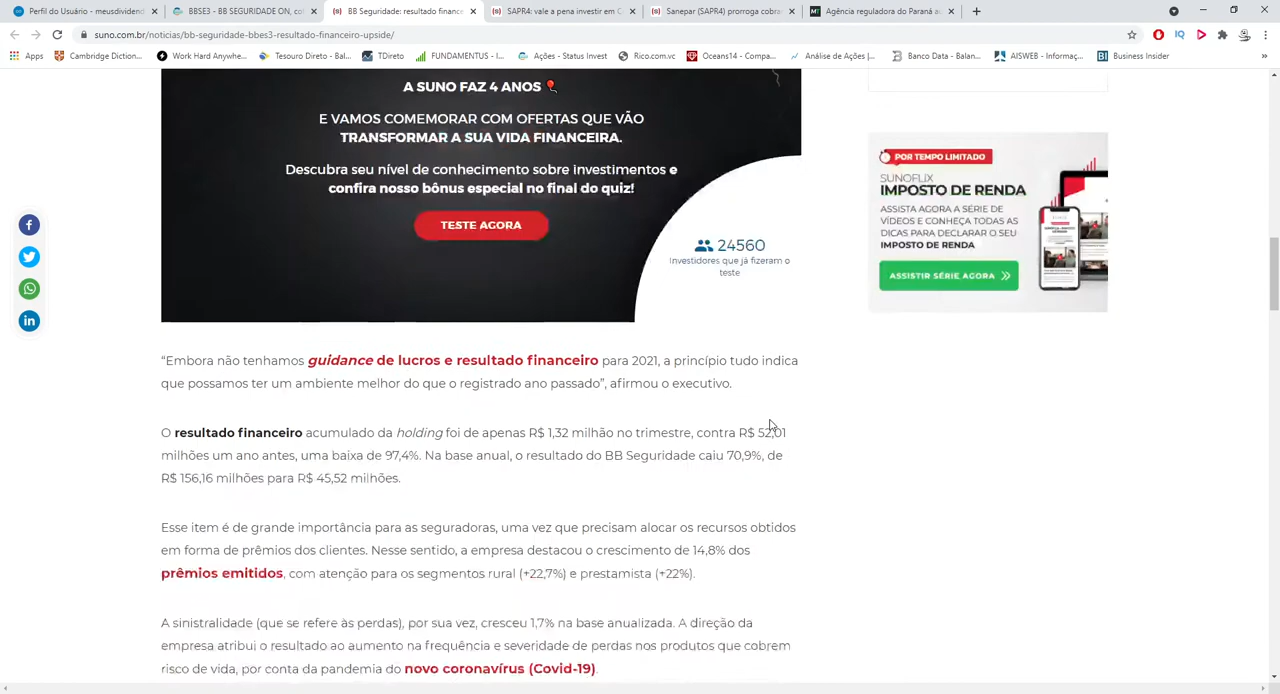 Perfil do Usuário - meusdividend
BBSE3 - BB SEGURIDADE ON, co
BB Seguridade: resultado finance
SAPR4: vale a pena investir em C
Sanepar (SAPR4) prorroga cobra
Agência reguladora do Paraná a
suno.com.br/noticias/bb-seguridade-bbes3-resultado-financeiro-upside/
Apps
Cambridge Diction...
Work Hard Anywhe...
Tesouro Direto - Bal...
TDireto
FUNDAMENTUS - I...
Ações - Status Invest
Rico.com.vc
Oceans14 - Compa...
Análise de Ações |...
Banco Data - Balan...
AISWEB - Informaç...
Business Insider
A SUNO FAZ 4 ANOS
E VAMOS COMEMORAR COM OFERTAS QUE VÃO
TRANSFORMAR A SUA VIDA FINANCEIRA.
Descubra seu nível de conhecimento sobre investimentos e
confira nosso bônus especial no final do quiz!
TESTE AGORA
24560
Investidores que já fizeram o
teste
POR TEMPO LIMITADO
SUNOFLIX
IMPOSTO DE RENDA
ASSISTA AGORA A SÉRIE DE
VÍDEOS E CONHEÇA TODAS AS
DICAS PARA DECLARAR O SEU
IMPOSTO DE RENDA
ASSISTIR SÉRIE AGORA
“Embora não tenhamos guidance de lucros e resultado financeiro para 2021, a princípio tudo indica
que possamos ter um ambiente melhor do que o registrado ano passado”, afirmou o executivo.
O resultado financeiro acumulado da holding foi de apenas R$ 1,32 milhão no trimestre, contra R$ 52,01
milhões um ano antes, uma baixa de 97,4%. Na base anual, o resultado do BB Seguridade caiu 70,9%, de
R$ 156,16 milhões para R$ 45,52 milhões.
Esse item é de grande importância para as seguradoras, uma vez que precisam alocar os recursos obtidos
em forma de prêmios dos clientes. Nesse sentido, a empresa destacou o crescimento de 14,8% dos
prêmios emitidos, com atenção para os segmentos rural (+22,7%) e prestamista (+22%).
A sinistralidade (que se refere às perdas), por sua vez, cresceu 1,7% na base anualizada. A direção da
empresa atribui o resultado ao aumento na frequência e severidade de perdas nos produtos que cobrem
risco de vida, por conta da pandemia do novo coronavírus (Covid-19).